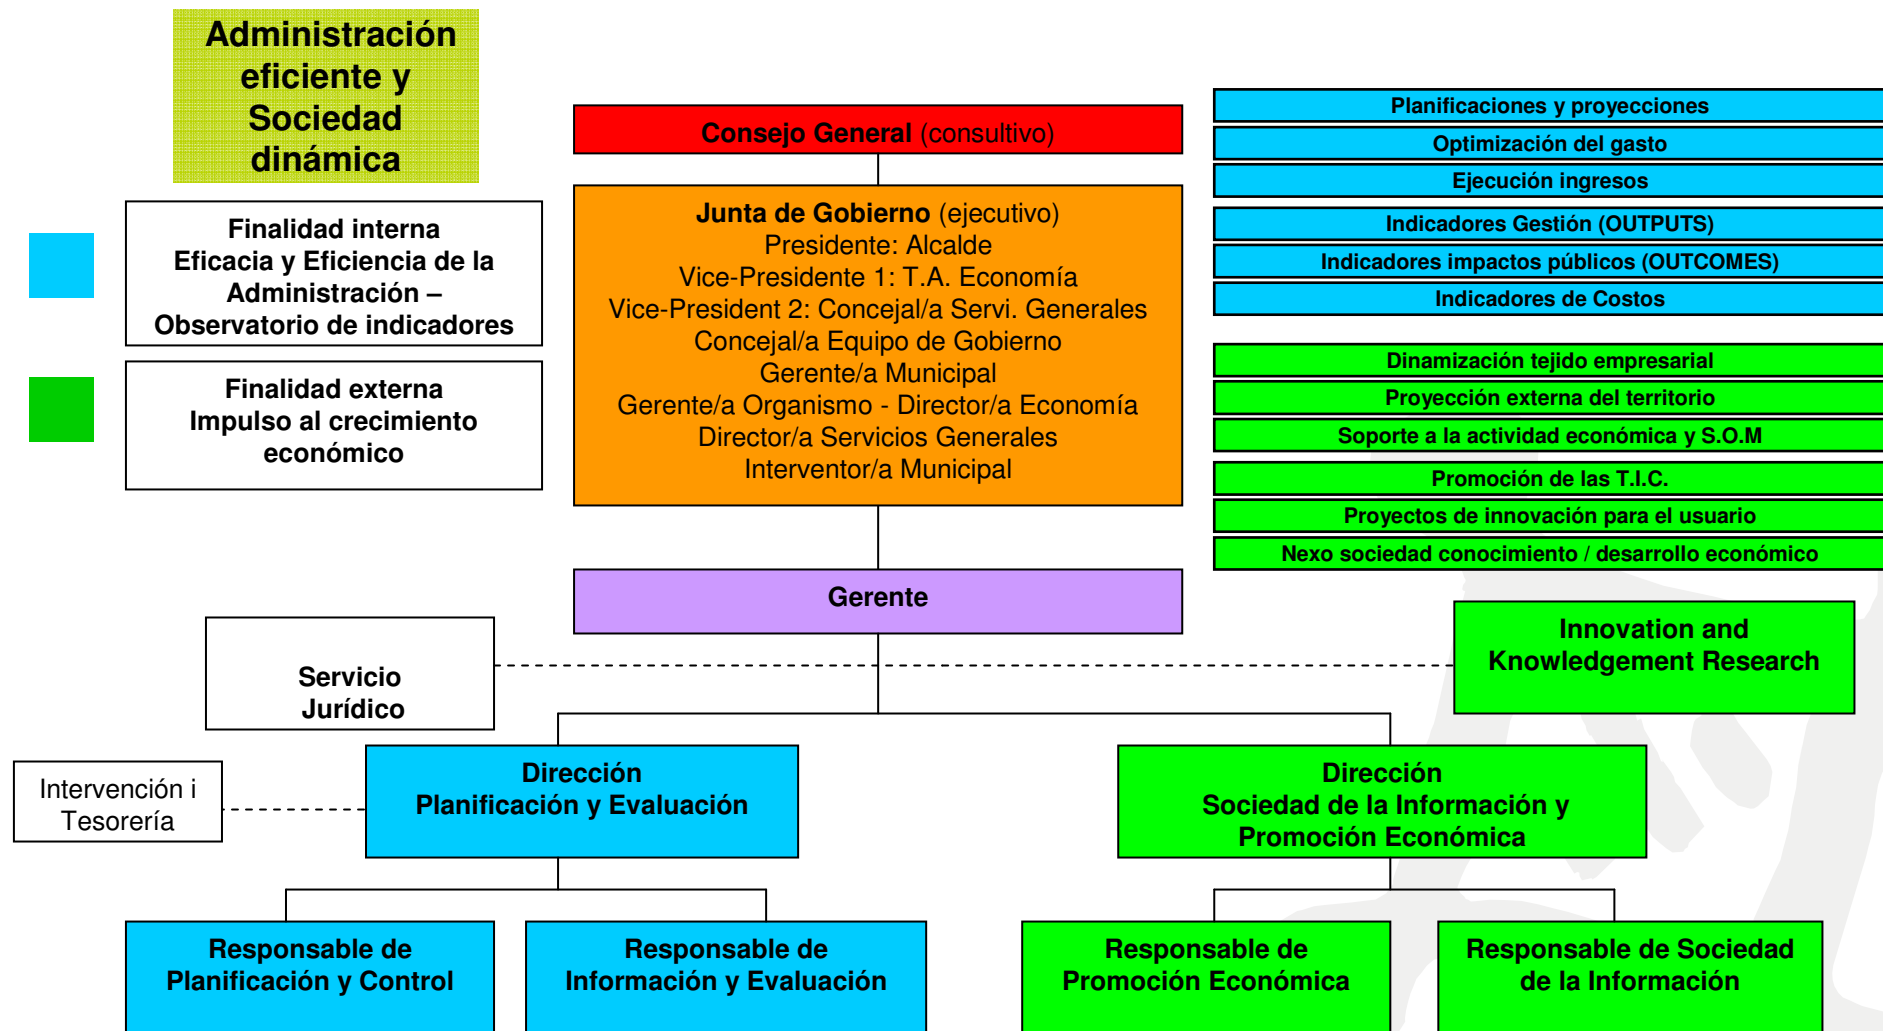 Administración
eficiente y
Sociedad
dinámica
Finalidad interna
Eficacia y Eficiencia de la
Administración –
Observatorio de indicadores
Finalidad externa
Impulso al crecimiento
económico
Consejo General (consultivo)
Junta de Gobierno (ejecutivo)
Presidente: Alcalde
Vice-Presidente 1: T.A. Economía
Vice-President 2: Concejal/a Servi. Generales
Concejal/a Equipo de Gobierno
Gerente/a Municipal
Gerente/a Organismo - Director/a Economía
Director/a Servicios Generales
Interventor/a Municipal
Planificaciones y proyecciones
Optimización del gasto
Ejecución ingresos
Indicadores Gestión (OUTPUTS)
Indicadores impactos públicos (OUTCOMES)
Indicadores de Costos
Dinamización tejido empresarial
Proyección externa del territorio
Soporte a la actividad económica y S.O.M
Promoción de las T.I.C.
Proyectos de innovación para el usuario
Nexo sociedad conocimiento / desarrollo económico
Gerente
Servicio
Jurídico
Innovation and
Knowledgement Research
Intervención i
Tesorería
Dirección
Planificación y Evaluación
Dirección
Sociedad de la Información y
Promoción Económica
Responsable de
Planificación y Control
Responsable de
Información y Evaluación
Responsable de
Promoción Económica
Responsable de Sociedad
de la Información